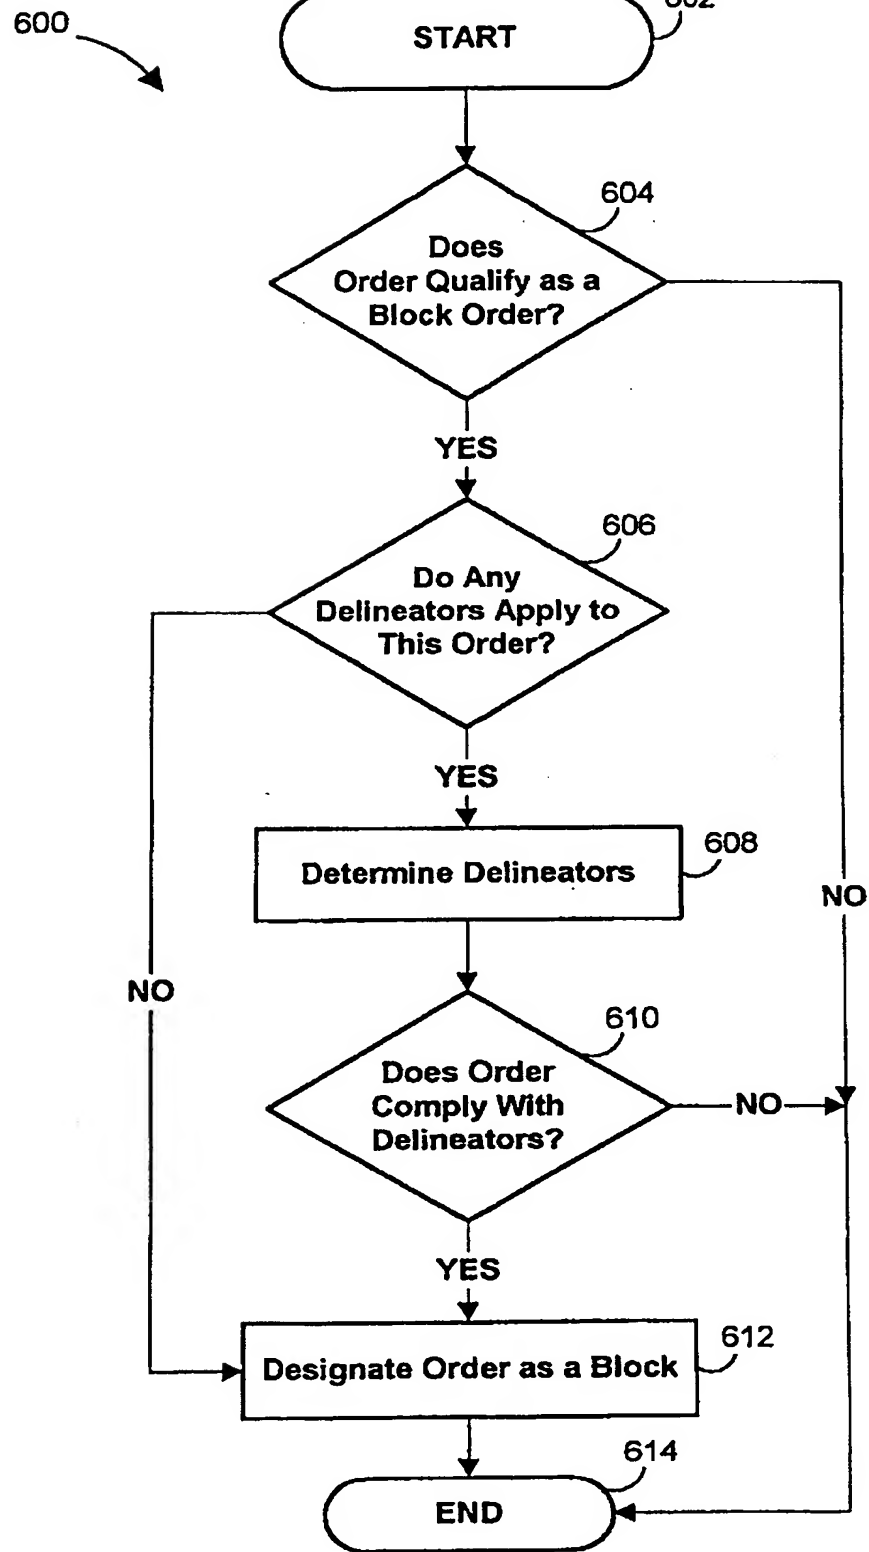 600
602
START
604
Does
Order Qualify as a
Block Order?
YES
606
Do Any
Delineators Apply to
This Order?
YES
608
Determine Delineators
NO
NO
610
Does Order
Comply With
Delineators?
NO
YES
612
Designate Order as a Block
614
END